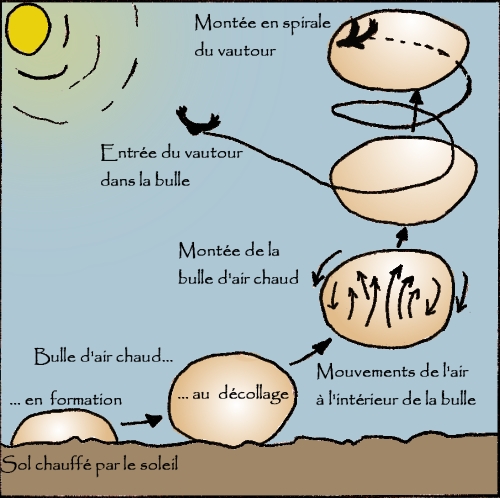 Montée en spirale
du vautour
Entrée du vautour
dans la bulle
Montée de la
bulle d'air chaud
Bulle d'air chaud...
... en formation
... au décollage
Mouvements de l'air
à l'intérieur de la bulle
Sol chauffé par le soleil